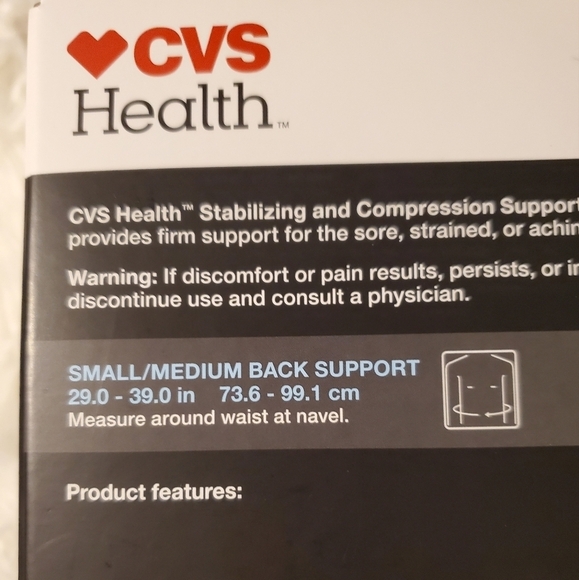 CVS
Health™
CVS Health™ Stabilizing and Compression Support
provides firm support for the sore, strained, or
Warning: If discomfort or pain results, persists, or
discontinue use and consult a physician.
SMALL/MEDIUM BACK SUPPORT
29.0 - 39.0 in 73.6 - 99.1 cm
Measure around waist at navel.
Product features: